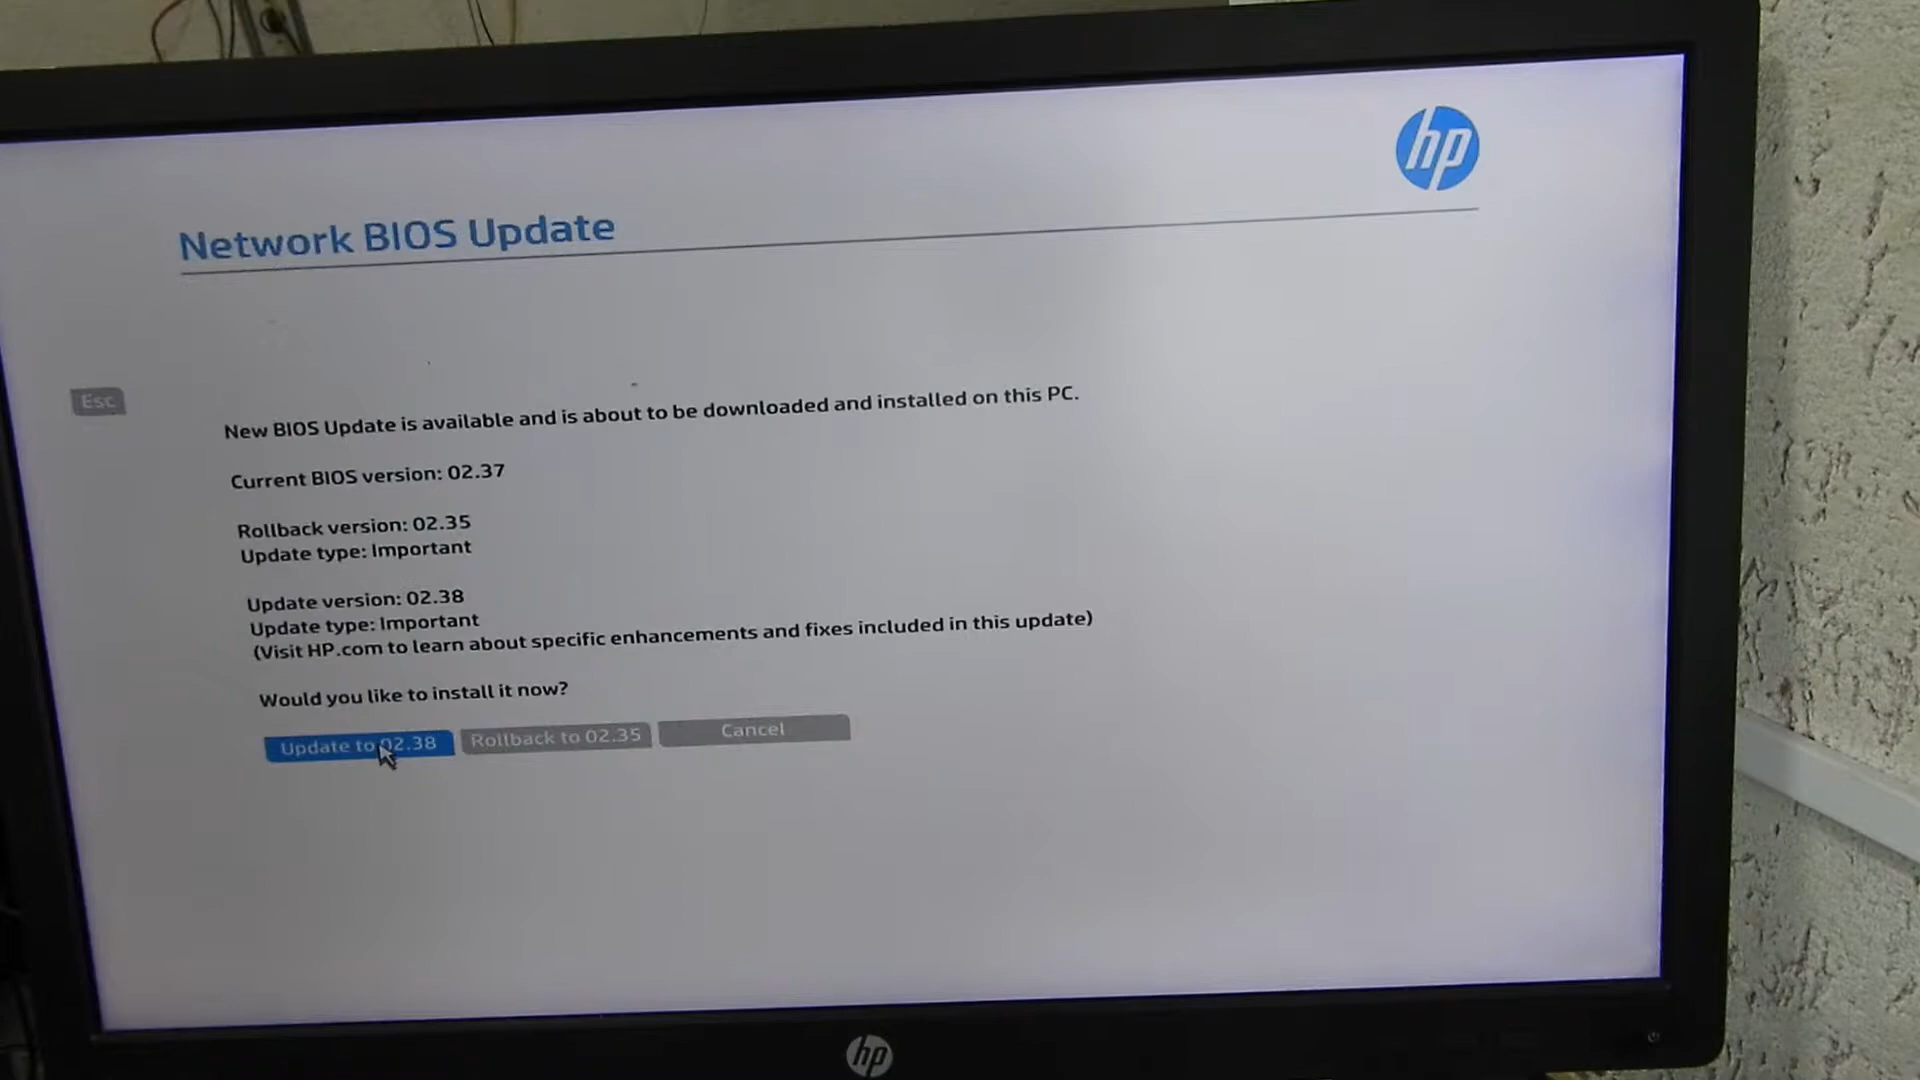 hp
Network BIOS Update
Esc
New BIOS Update is available and is about to be downloaded and installed on this PC.
Current BIOS version: 02.37
Rollback version: 02.35
Update type: Important
Update version: 02.38
Update type: Important
(Visit HP.com to learn about specific enhancements and fixes included in this update)
Would you like to install it now?
Update to 02.38 Rollback to 02.35 Cancel
hp